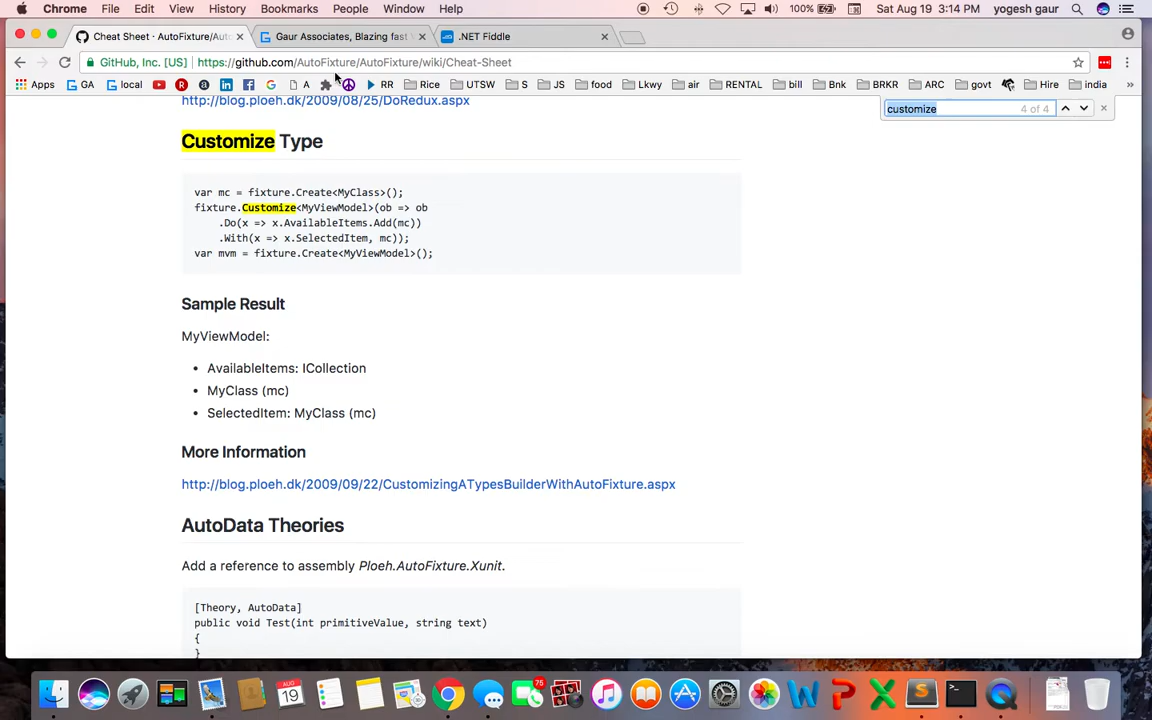 Chrome File Edit View History Bookmarks People Window Help 100% Sat Aug 19 3:14 PM yogesh gaur
Cheat Sheet · AutoFixture/Auto Gaur Associates, Blazing fast .NET Fiddle
GitHub, Inc. [US] https://github.com/AutoFixture/AutoFixture/wiki/Cheat-Sheet
Apps GA local A RR Rice UTSW S JS food Lkwy air RENTAL bill Bnk BRKR ARC govt Hire india »
http://blog.ploeh.dk/2009/08/25/DoRedux.aspx
customize 4 of 4
Customize Type
var mc = fixture.Create<MyClass>();
fixture.Customize<MyViewModel>(ob => ob
.Do(x => x.AvailableItems.Add(mc))
.With(x => x.SelectedItem, mc));
var mvm = fixture.Create<MyViewModel>();
Sample Result
MyViewModel:
• AvailableItems: ICollection
• MyClass (mc)
• SelectedItem: MyClass (mc)
More Information
http://blog.ploeh.dk/2009/09/22/CustomizingATypesBuilderWithAutoFixture.aspx
AutoData Theories
Add a reference to assembly Ploeh.AutoFixture.Xunit.
[Theory, AutoData]
public void Test(int primitiveValue, string text)
{
}
AUG
19
75